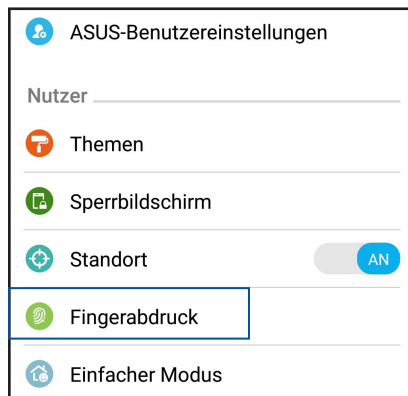 ASUS-Benutzereinstellungen
Nutzer
Themen
Sperrbildschirm
Standort AN
Fingerabdruck
Einfacher Modus